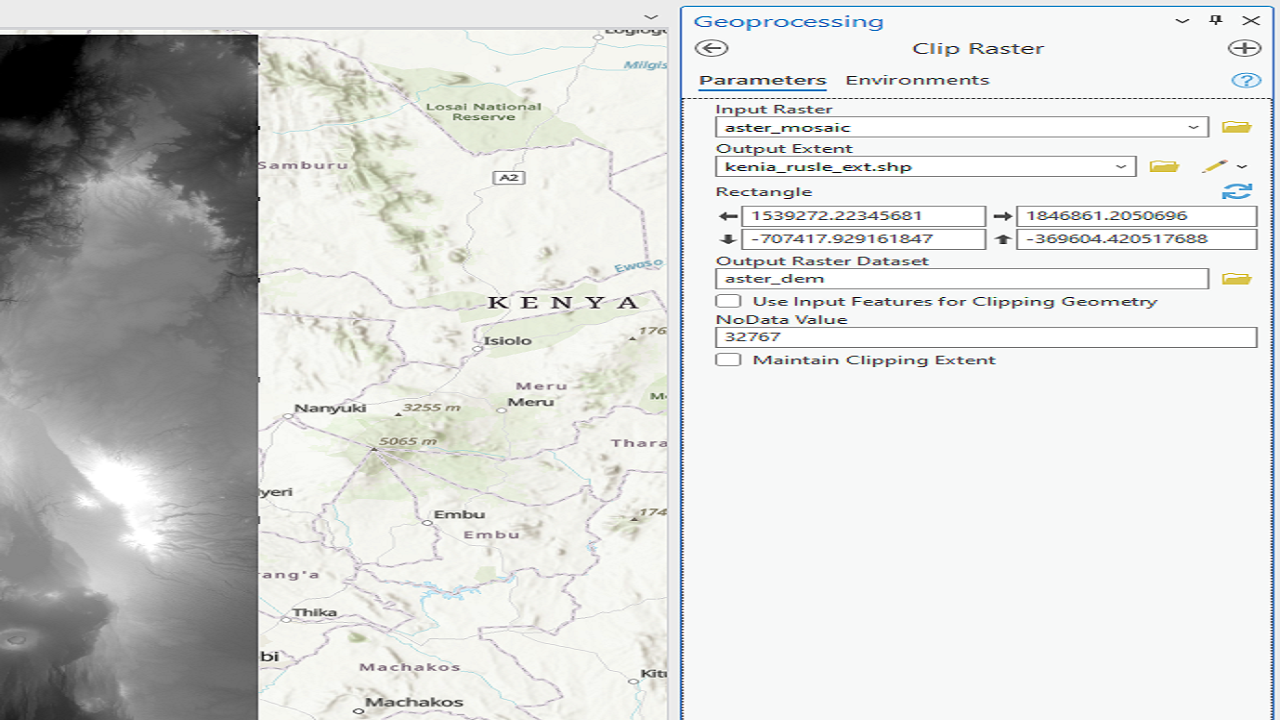 Geoprocessing
Clip Raster
Parameters Environments
Input Raster
aster_mosaic
Output Extent
kenia_rusle_ext.shp
Rectangle
1539272.22345681 1846861.2050696
-707417.929161847 -369604.420517688
Output Raster Dataset
aster_dem
Use Input Features for Clipping Geometry
NoData Value
32767
Maintain Clipping Extent
Milgis
Losai National
Reserve
Samburu
A2
Ewaso
KENYA
176
Isiolo
Meru
Nanyuki
3255 m
Meru
5065 m
Thara
yeri
Embu
174
Embu
rang'a
Thika
bi
Machakos
Kitu
Machakos